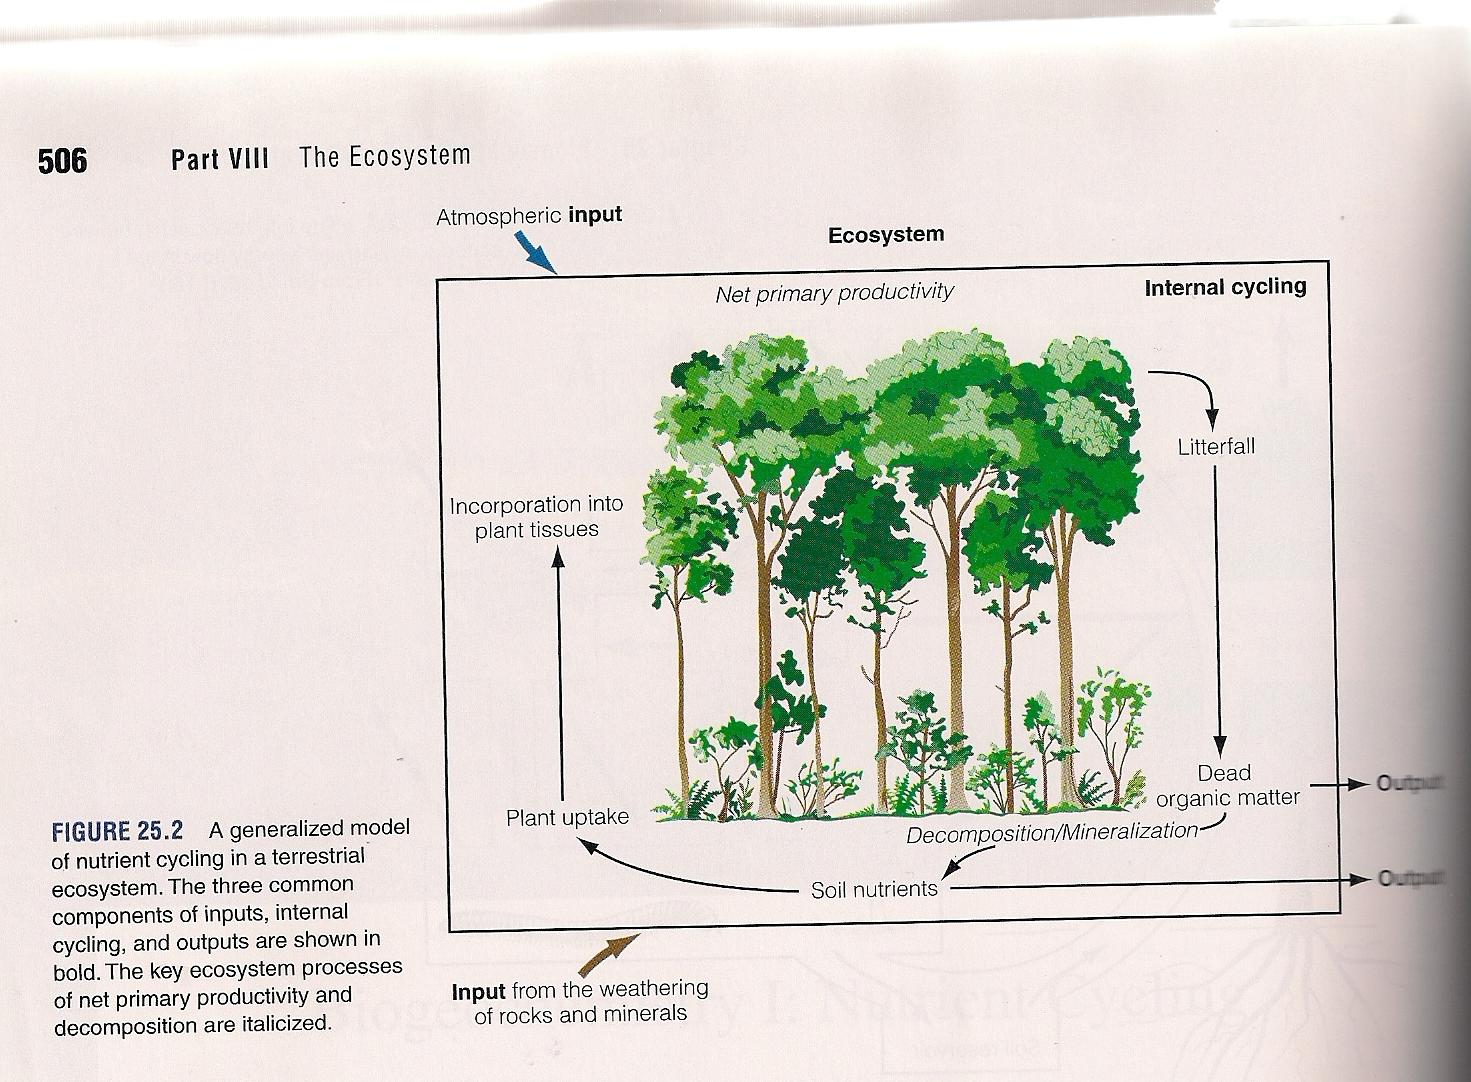 506 Part VIII The Ecosystem
Atmospheric input
Ecosystem
Net primary productivity
Internal cycling
Litterfall
Incorporation into
plant tissues
Dead
organic matter
Output
Plant uptake
Decomposition/Mineralization
Soil nutrients
Output
Input from the weathering
of rocks and minerals
FIGURE 25.2 A generalized model
of nutrient cycling in a terrestrial
ecosystem. The three common
components of inputs, internal
cycling, and outputs are shown in
bold. The key ecosystem processes
of net primary productivity and
decomposition are italicized.